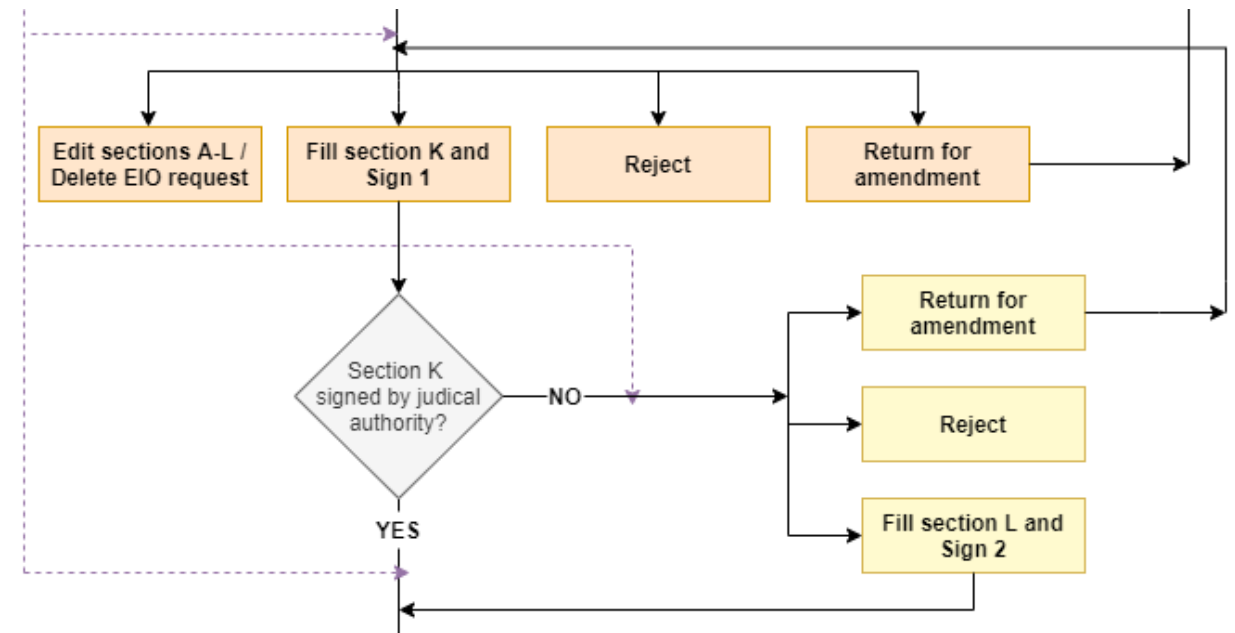 Edit sections A-L /
Delete EIO request
Fill section K and
Sign 1
Reject
Return for
amendment
Section K
signed by judical
authority?
NO
YES
Return for
amendment
Reject
Fill section L and
Sign 2